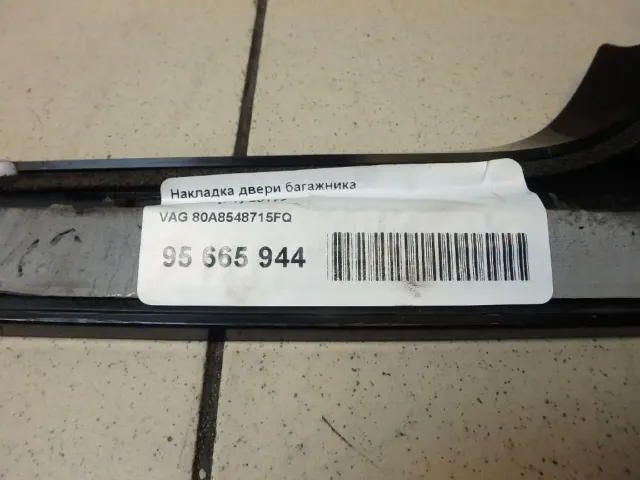 Накладка двери багажника
VAG 80A8548715FQ
95 665 944